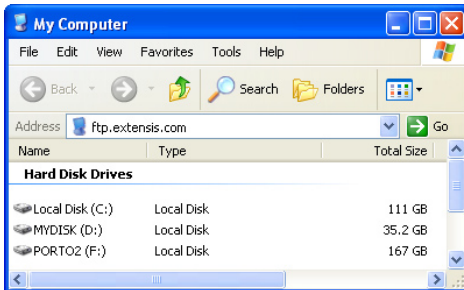 My Computer
File Edit View Favorites Tools Help
Back Search Folders
Address ftp.extensis.com Go
Name Type Total Size
Hard Disk Drives
Local Disk (C:) Local Disk 111 GB
MYDISK (D:) Local Disk 35.2 GB
PORTO2 (F:) Local Disk 167 GB